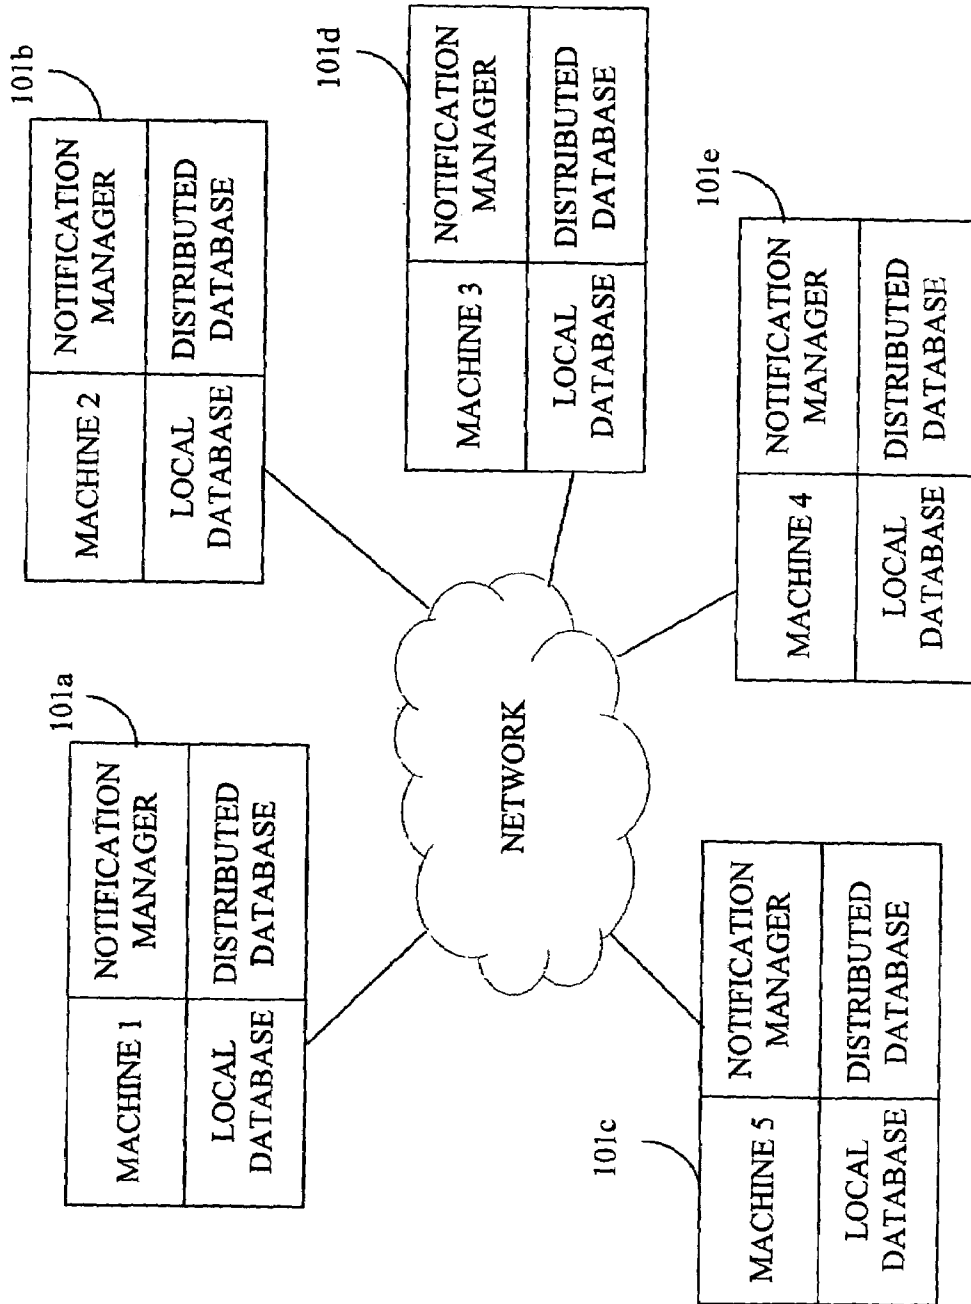 101a
MACHINE 1
NOTIFICATION
MANAGER
LOCAL
DATABASE
DISTRIBUTED
DATABASE
101b
MACHINE 2
NOTIFICATION
MANAGER
LOCAL
DATABASE
DISTRIBUTED
DATABASE
NETWORK
101d
MACHINE 3
NOTIFICATION
MANAGER
LOCAL
DATABASE
DISTRIBUTED
DATABASE
101c
MACHINE 5
NOTIFICATION
MANAGER
LOCAL
DATABASE
DISTRIBUTED
DATABASE
101e
MACHINE 4
NOTIFICATION
MANAGER
LOCAL
DATABASE
DISTRIBUTED
DATABASE